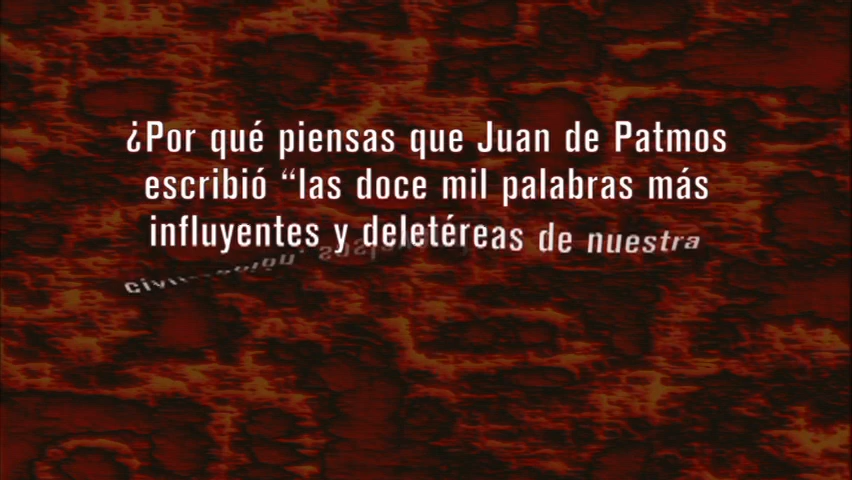 ¿Por qué piensas que Juan de Patmos
escribió “las doce mil palabras más
influyentes y deletéreas de nuestra